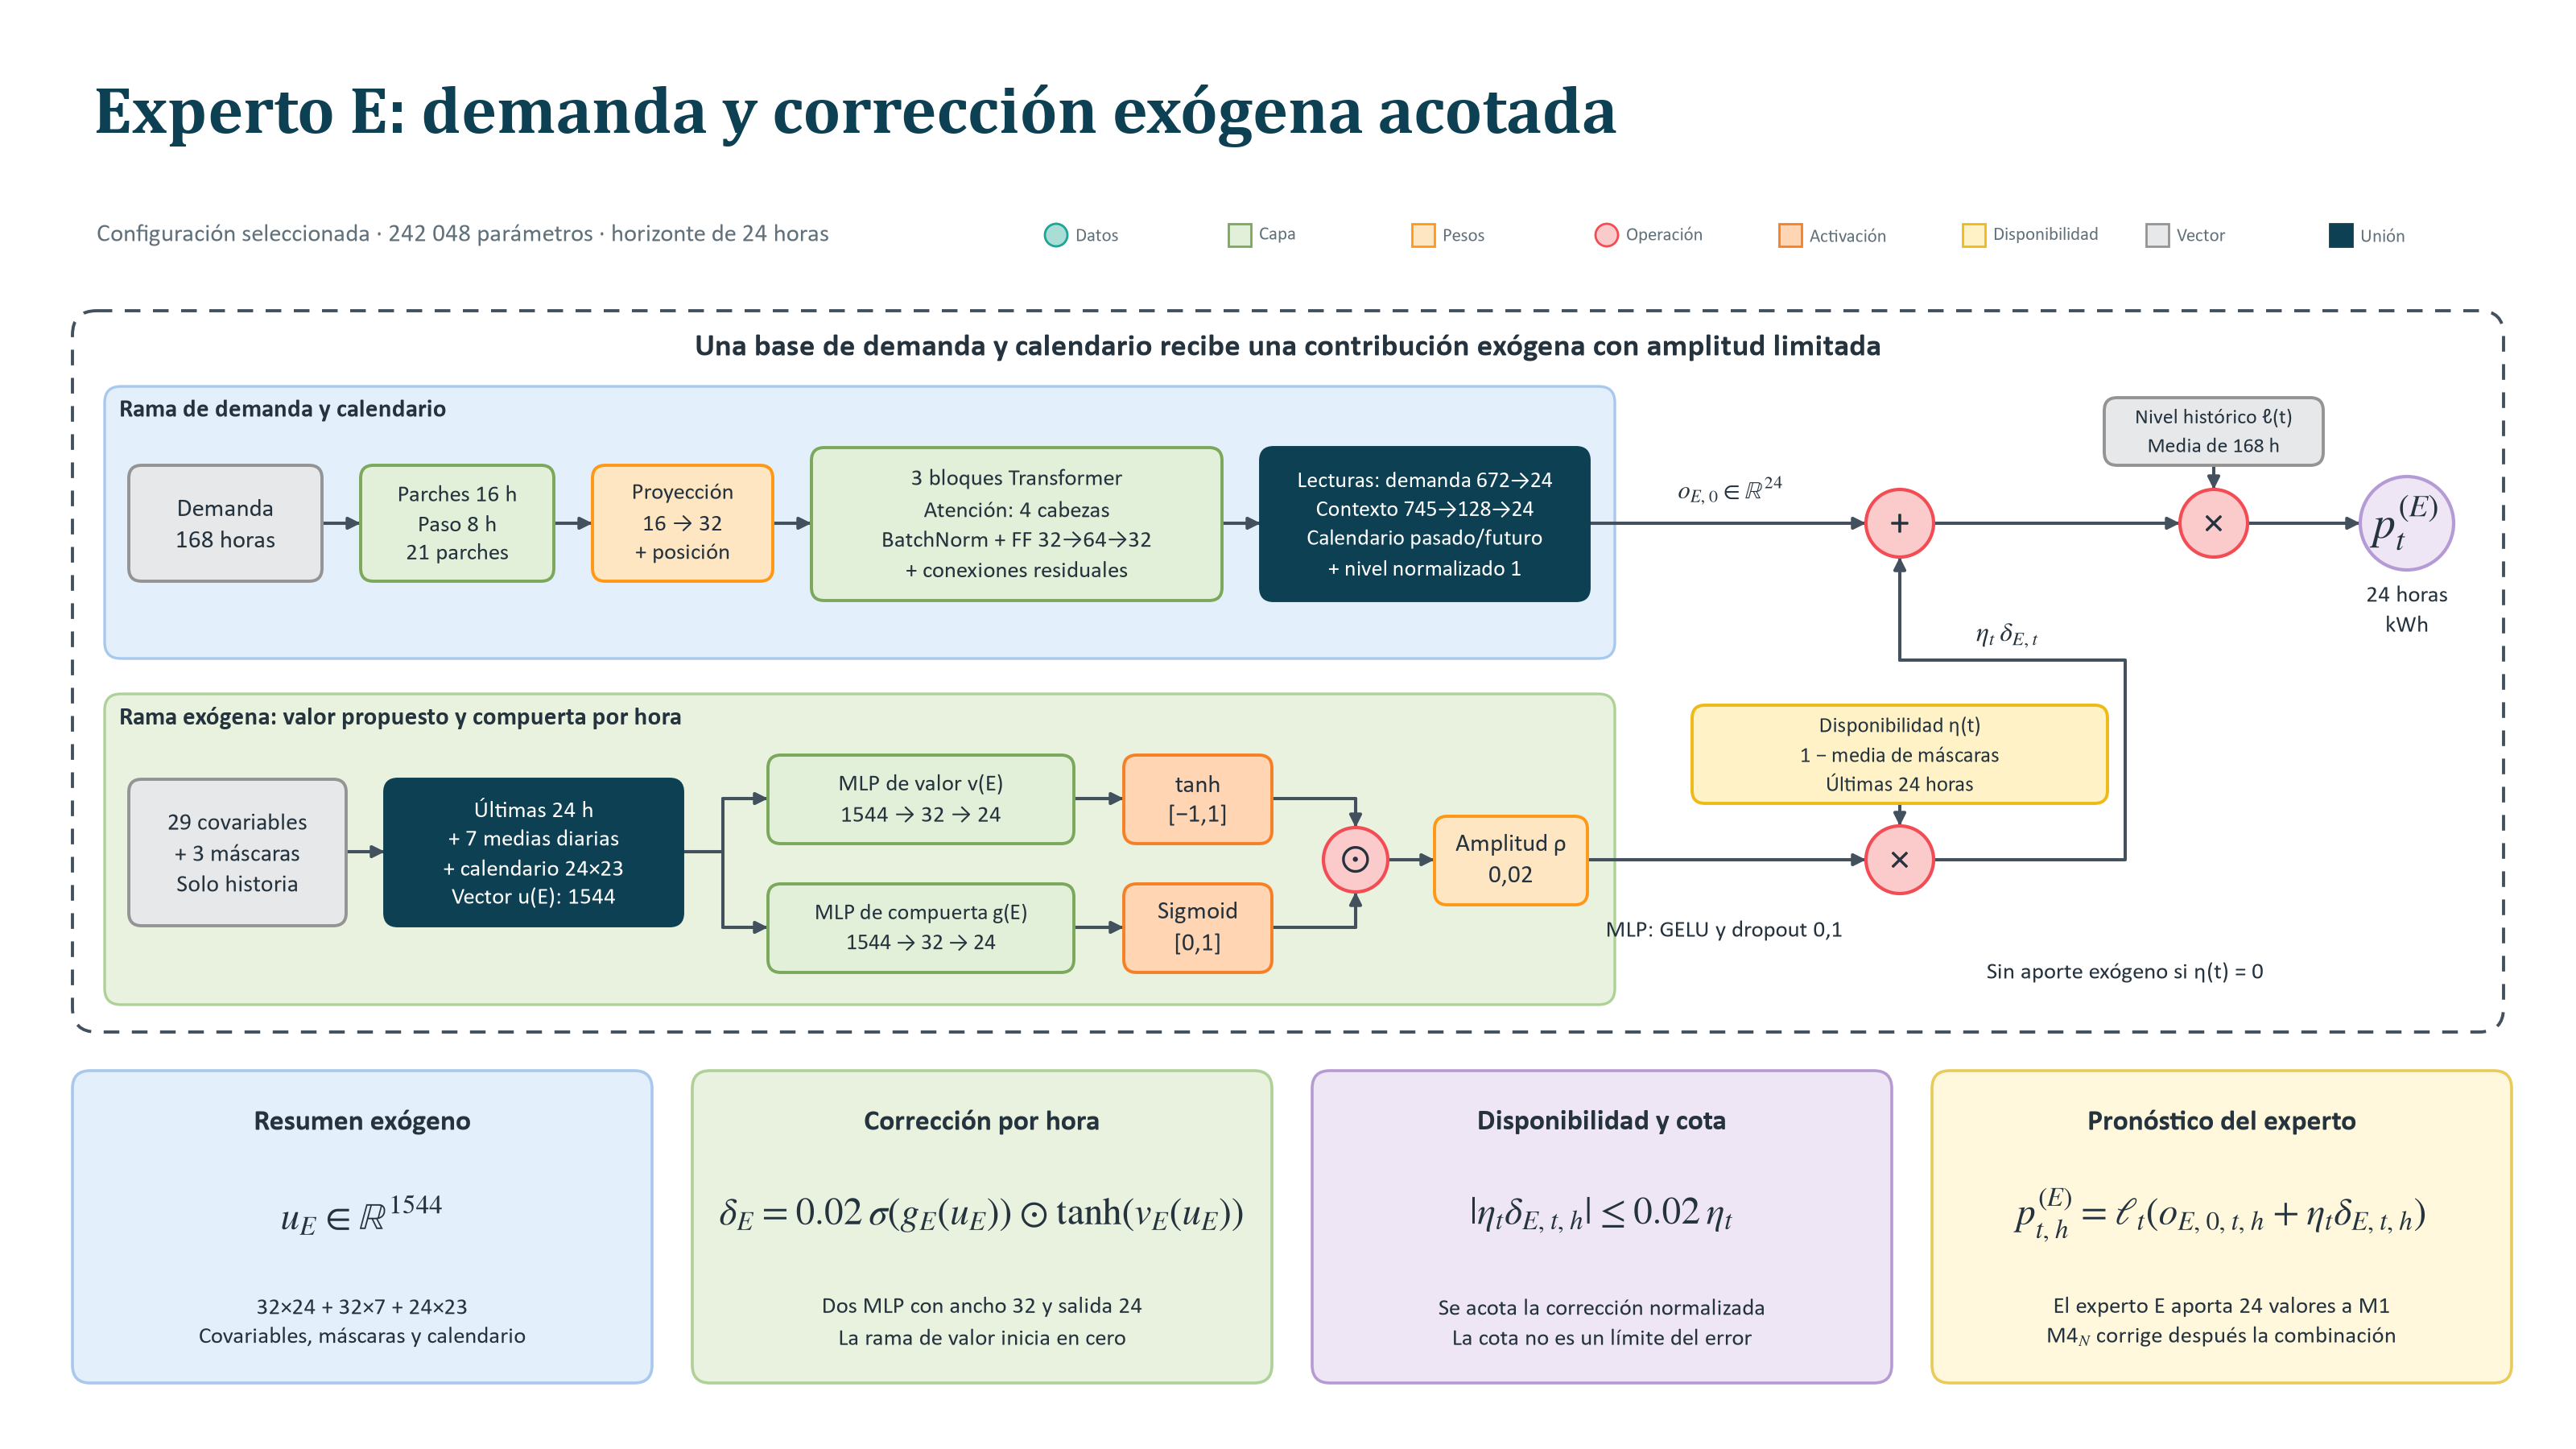 Experto E: demanda y corrección exógena acotada
Configuración seleccionada · 242 048 parámetros · horizonte de 24 horas
Datos
Capa
Pesos
Operación
Activación
Disponibilidad
Vector
Unión
Una base de demanda y calendario recibe una contribución exógena con amplitud limitada
Rama de demanda y calendario
Demanda
168 horas
Parches 16 h
Paso 8 h
21 parches
Proyección
16 → 32
+ posición
3 bloques Transformer
Atención: 4 cabezas
BatchNorm + FF 32→64→32
+ conexiones residuales
Lecturas: demanda 672→24
Contexto 745→128→24
Calendario pasado/futuro
+ nivel normalizado 1
o_{E, 0} ∈ ℝ^{24}
+
Nivel histórico ℓ(t)
Media de 168 h
×
p_t^{(E)}
24 horas
kWh
η_t δ_{E, t}
Rama exógena: valor propuesto y compuerta por hora
29 covariables
+ 3 máscaras
Solo historia
Últimas 24 h
+ 7 medias diarias
+ calendario 24×23
Vector u(E): 1544
MLP de valor v(E)
1544 → 32 → 24
tanh
[−1,1]
MLP de compuerta g(E)
1544 → 32 → 24
Sigmoid
[0,1]
⊙
Amplitud ρ
0,02
Disponibilidad η(t)
1 − media de máscaras
Últimas 24 horas
×
MLP: GELU y dropout 0,1
Sin aporte exógeno si η(t) = 0
Resumen exógeno
u_E ∈ ℝ^{1544}
32×24 + 32×7 + 24×23
Covariables, máscaras y calendario
Corrección por hora
δ_E = 0.02 σ(g_E(u_E)) ⊙ tanh(v_E(u_E))
Dos MLP con ancho 32 y salida 24
La rama de valor inicia en cero
Disponibilidad y cota
|η_t δ_{E, t, h}| ≤ 0.02 η_t
Se acota la corrección normalizada
La cota no es un límite del error
Pronóstico del experto
p_{t, h}^{(E)} = ℓ_t(o_{E, 0, t, h} + η_t δ_{E, t, h})
El experto E aporta 24 valores a M1
M4_N corrige después la combinación